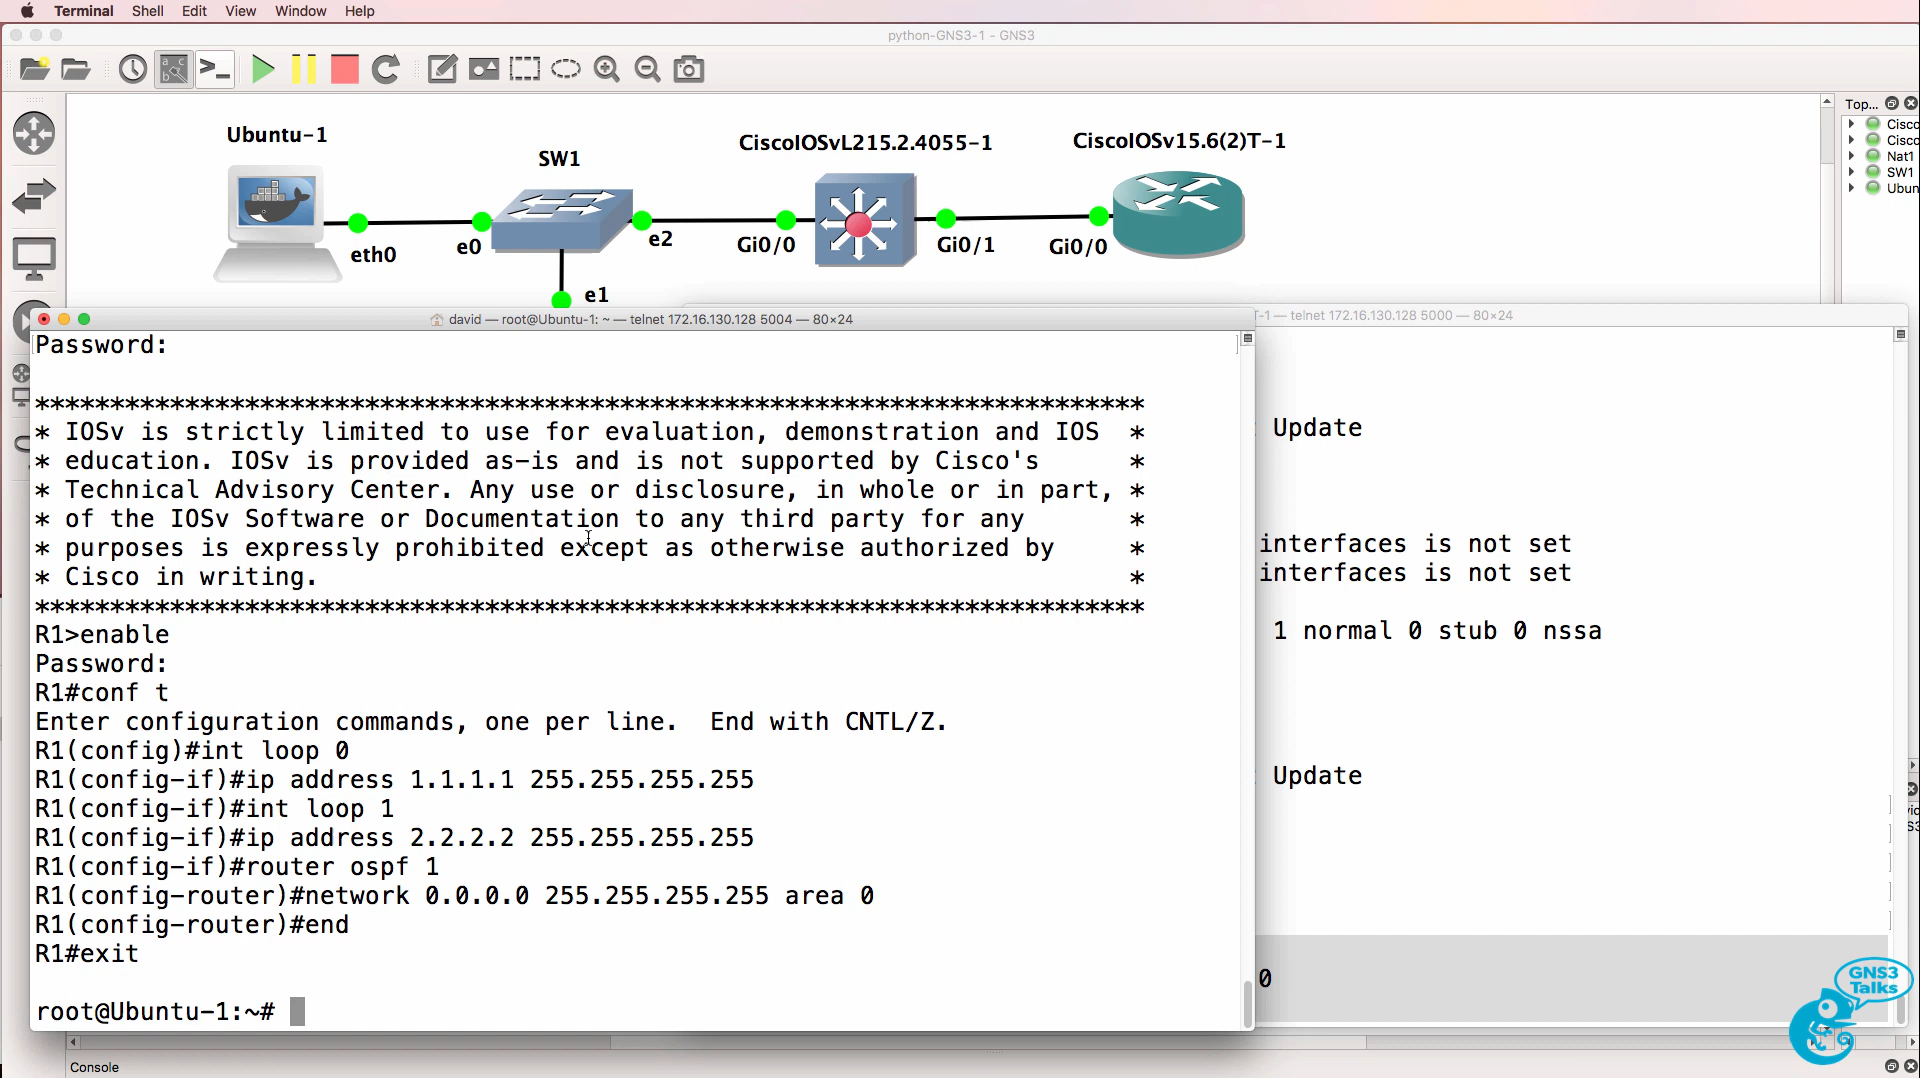 Terminal Shell Edit View Window Help
python-GNS3-1 - GNS3
Top...
Ubuntu-1
SW1
CiscoIOSvL215.2.4055-1
CiscoIOSv15.6(2)T-1
Cisco
Cisco
Nat1
SW1
Ubun
eth0
e0
e2
Gi0/0
Gi0/1
Gi0/0
e1
david — root@Ubuntu-1: ~ — telnet 172.16.130.128 5004 — 80×24
T-1 — telnet 172.16.130.128 5000 — 80×24
Password:
********************************************************************
* IOSv is strictly limited to use for evaluation, demonstration and IOS *
* education. IOSv is provided as-is and is not supported by Cisco's *
* Technical Advisory Center. Any use or disclosure, in whole or in part, *
* of the IOSv Software or Documentation to any third party for any *
* purposes is expressly prohibited except as otherwise authorized by *
* Cisco in writing. *
********************************************************************
R1>enable
Password:
R1#conf t
Enter configuration commands, one per line.  End with CNTL/Z.
R1(config)#int loop 0
R1(config-if)#ip address 1.1.1.1 255.255.255.255
R1(config-if)#int loop 1
R1(config-if)#ip address 2.2.2.2 255.255.255.255
R1(config-if)#router ospf 1
R1(config-router)#network 0.0.0.0 255.255.255.255 area 0
R1(config-router)#end
R1#exit
root@Ubuntu-1:~#
Update
interfaces is not set
interfaces is not set
1 normal 0 stub 0 nssa
Update
0
GNS3
Talks
Console